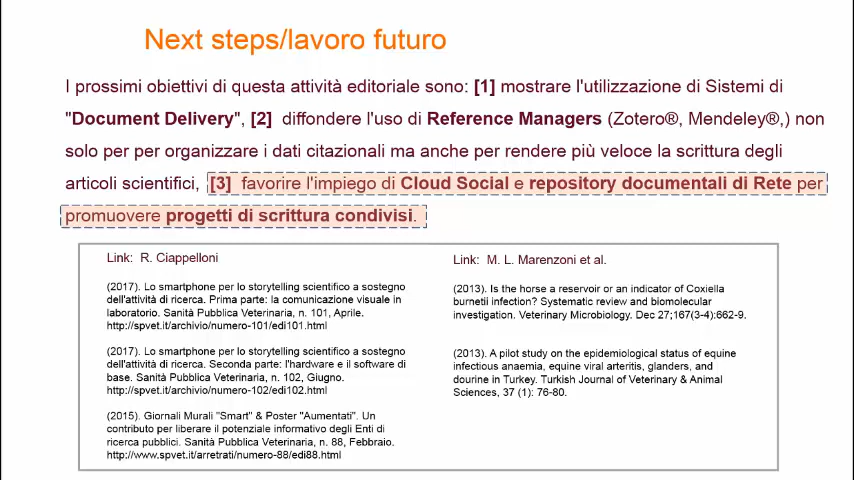 Next steps/lavoro futuro
I prossimi obiettivi di questa attività editoriale sono: [1] mostrare l'utilizzazione di Sistemi di
"Document Delivery", [2] diffondere l'uso di Reference Managers (Zotero®, Mendeley®,) non
solo per per organizzare i dati citazionali ma anche per rendere più veloce la scrittura degli
articoli scientifici, [3] favorire l'impiego di Cloud Social e repository documentali di Rete per
promuovere progetti di scrittura condivisi.
Link: R. Ciappelloni
(2017). Lo smartphone per lo storytelling scientifico a sostegno
dell'attività di ricerca. Prima parte: la comunicazione visuale in
laboratorio. Sanità Pubblica Veterinaria, n. 101, Aprile.
http://spvet.it/archivio/numero-101/edi101.html
(2017). Lo smartphone per lo storytelling scientifico a sostegno
dell'attività di ricerca. Seconda parte: l'hardware e il software di
base. Sanità Pubblica Veterinaria, n. 102, Giugno.
http://spvet.it/archivio/numero-102/edi102.html
(2015). Giornali Murali "Smart" & Poster "Aumentati". Un
contributo per liberare il potenziale informativo degli Enti di
ricerca pubblici. Sanità Pubblica Veterinaria, n. 88, Febbraio.
http://www.spvet.it/arretrati/numero-88/edi88.html
Link: M. L. Marenzoni et al.
(2013). Is the horse a reservoir or an indicator of Coxiella
burnetii infection? Systematic review and biomolecular
investigation. Veterinary Microbiology. Dec 27;167(3-4):662-9.
(2013). A pilot study on the epidemiological status of equine
infectious anaemia, equine viral arteritis, glanders, and
dourine in Turkey. Turkish Journal of Veterinary & Animal
Sciences, 37 (1): 76-80.